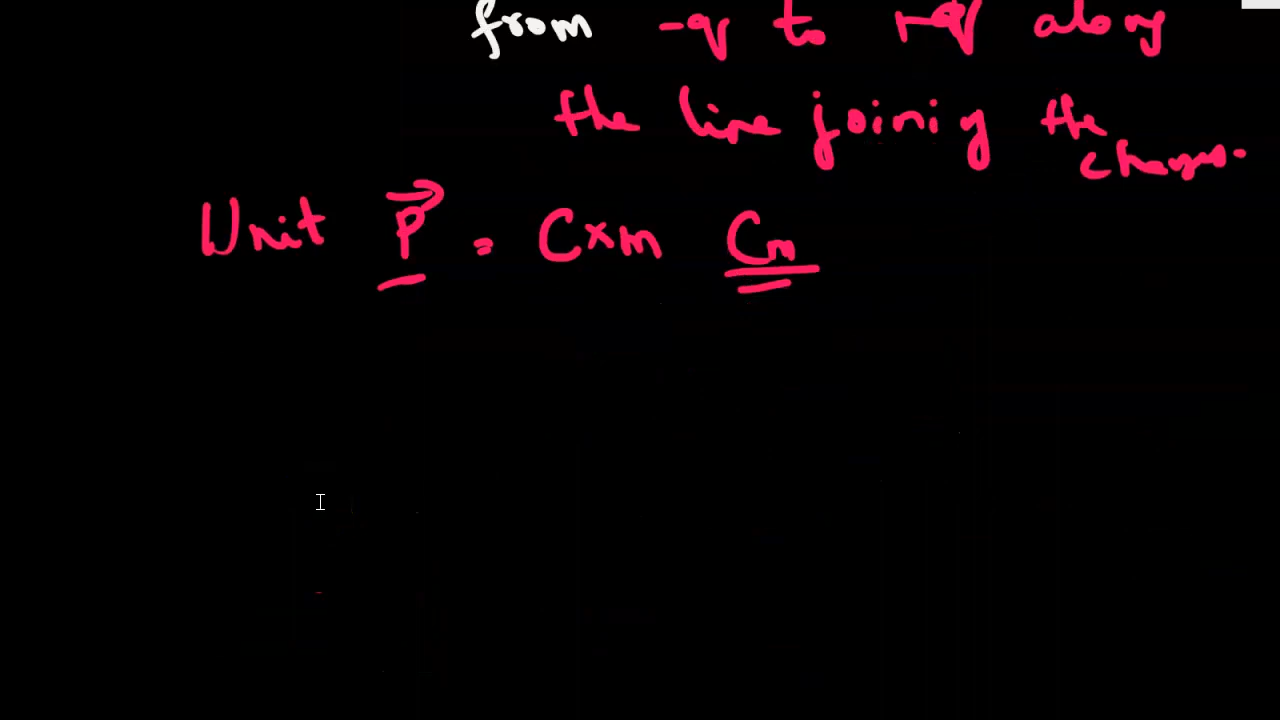 from -q to +q along
the line joining the
charges.
Unit P⃗ = C×m Cm